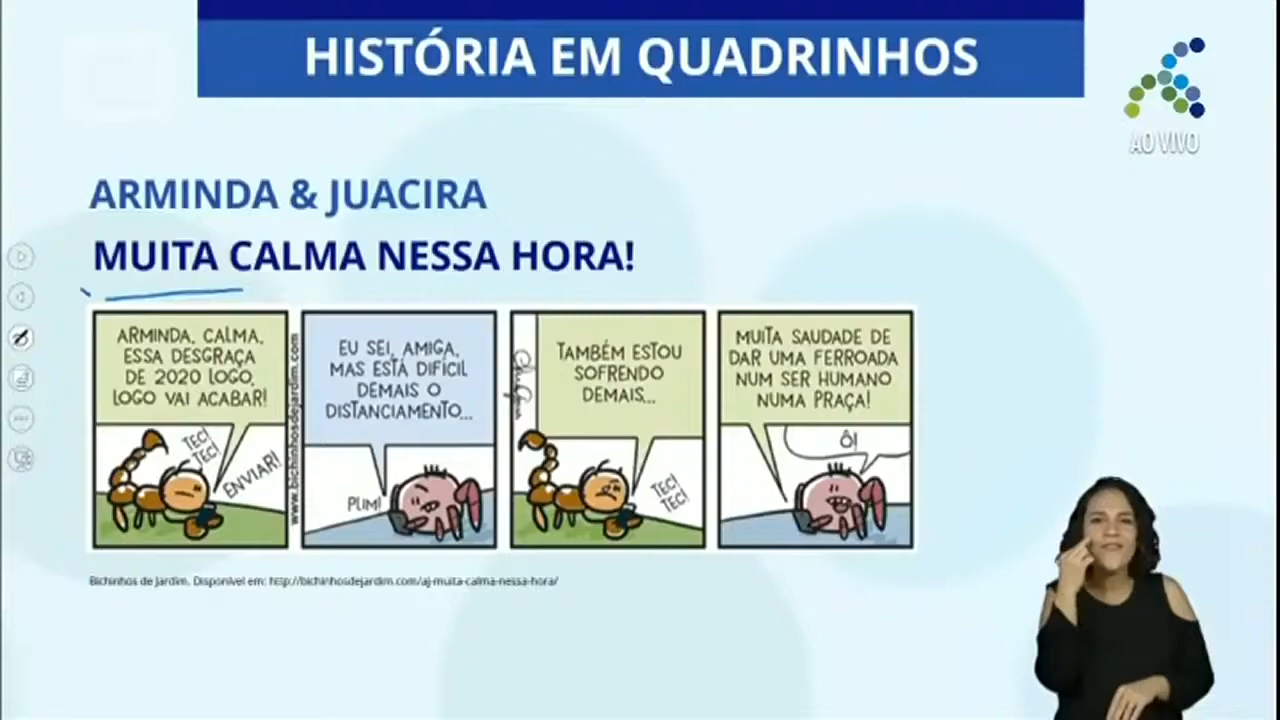 HISTÓRIA EM QUADRINHOS
AO VIVO
ARMINDA & JUACIRA
MUITA CALMA NESSA HORA!
ARMINDA, CALMA,
ESSA DESGRAÇA
DE 2020 LOGO,
LOGO VAI ACABAR!
TEC!
TEC!
ENVIAR!
www.bichinhosdejardim.com
EU SEI, AMIGA,
MAS ESTÁ DIFÍCIL
DEMAIS O
DISTANCIAMENTO...
PLIM!
TAMBÉM ESTOU
SOFRENDO
DEMAIS...
TEC!
TEC!
MUITA SAUDADE DE
DAR UMA FERROADA
NUM SER HUMANO
NUMA PRAÇA!
Ô!
Bichinhos de Jardim. Disponível em: http://bichinhosdejardim.com/aj-muita-calma-nessa-hora/